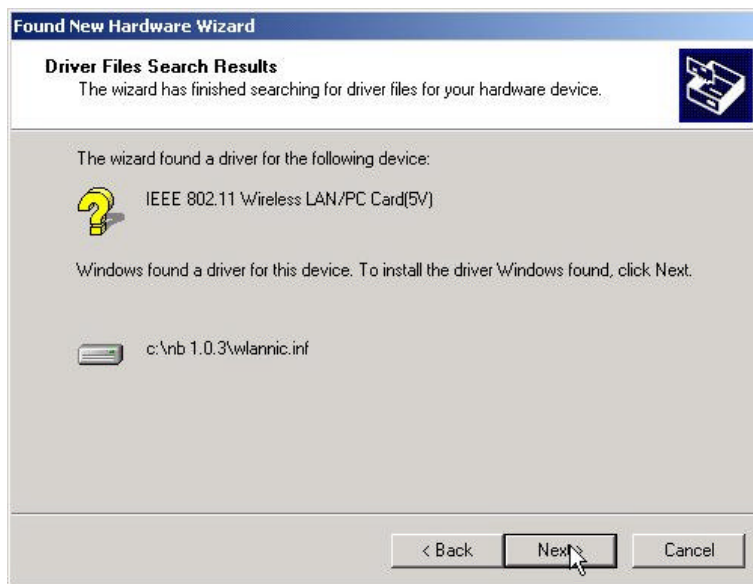 Found New Hardware Wizard
Driver Files Search Results
The wizard has finished searching for driver files for your hardware device.
The wizard found a driver for the following device:
IEEE 802.11 Wireless LAN/PC Card(5V)
Windows found a driver for this device. To install the driver Windows found, click Next.
c:\nb 1.0.3\wlannic.inf
< Back Next > Cancel